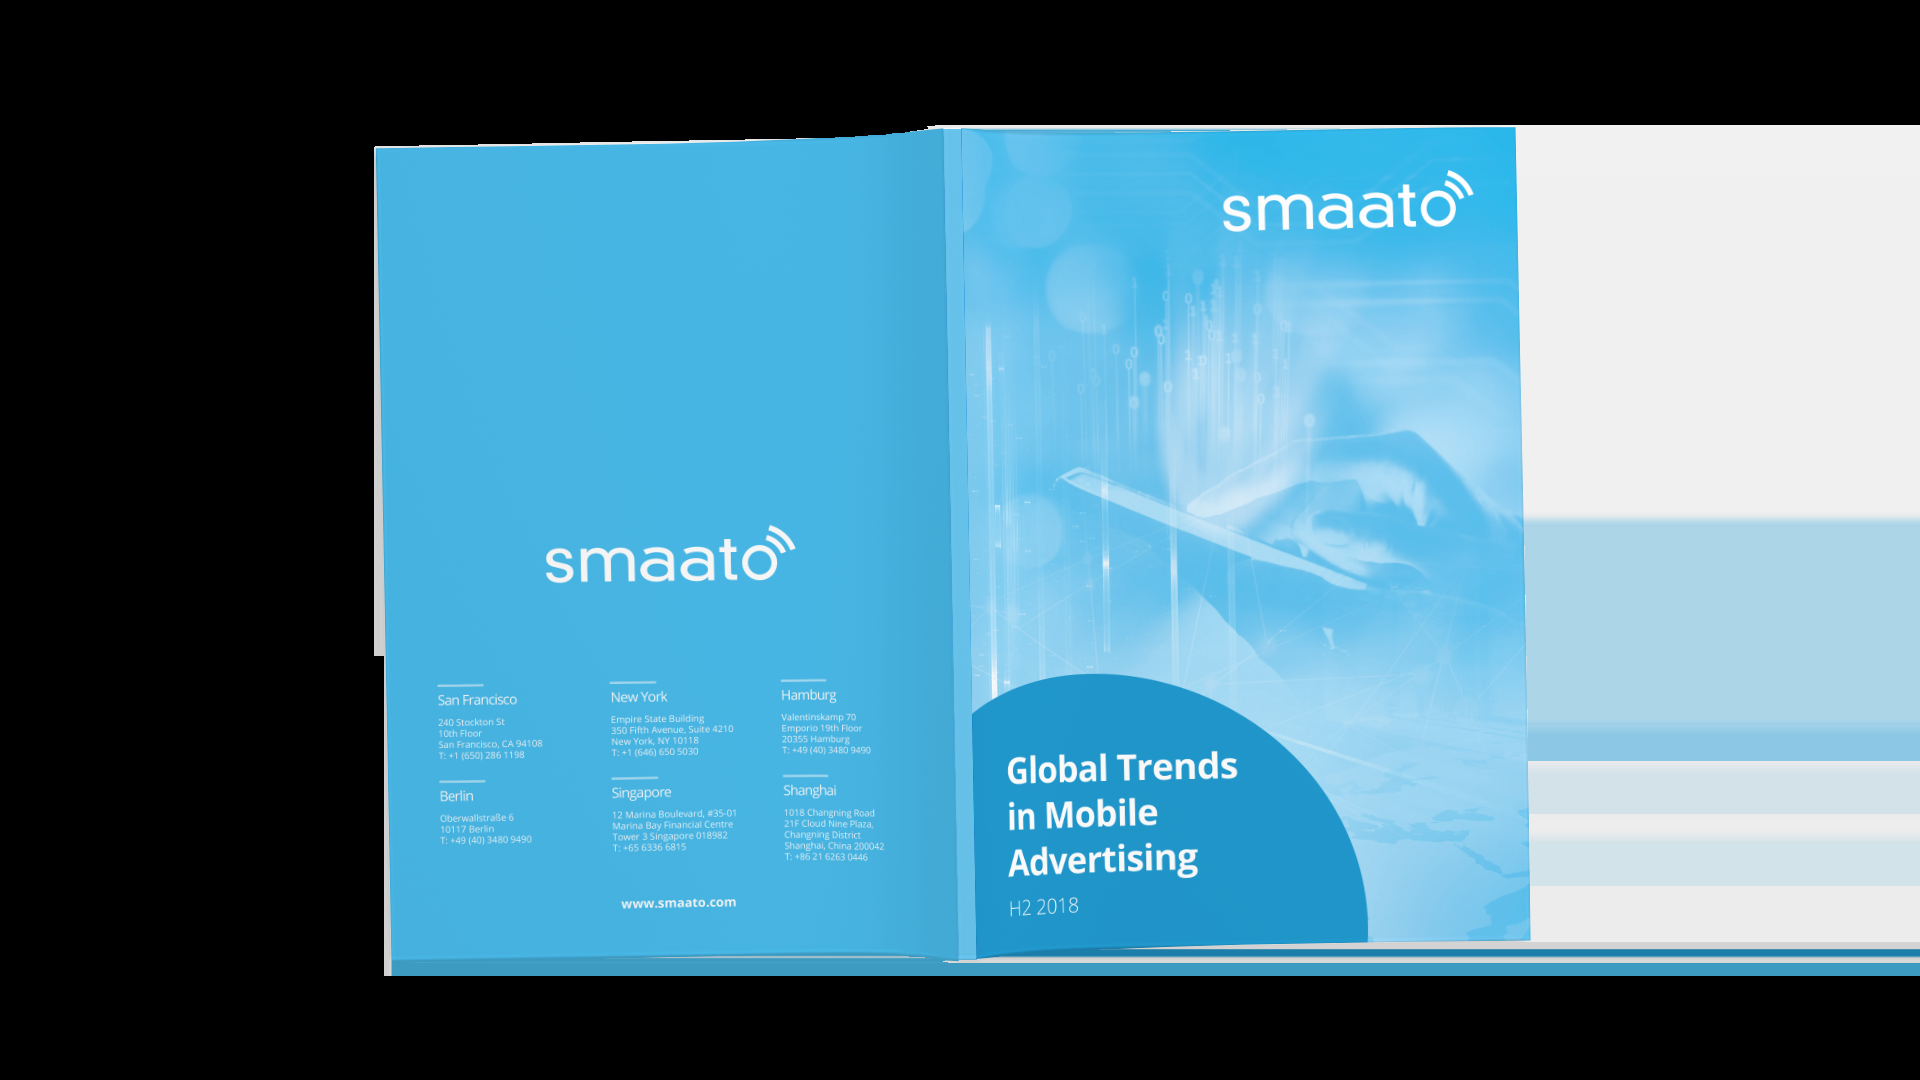 smaato
San Francisco
240 Stockton St
10th Floor
San Francisco, CA 94108
T: +1 (650) 286 1198
New York
Empire State Building
350 Fifth Avenue, Suite 4210
New York, NY 10118
T: +1 (646) 650 5030
Hamburg
Valentinskamp 70
Emporio 19th Floor
20355 Hamburg
T: +49 (40) 3480 9490
Berlin
Oberwallstraße 6
10117 Berlin
T: +49 (40) 3480 9490
Singapore
12 Marina Boulevard, #35-01
Marina Bay Financial Centre
Tower 3 Singapore 018982
T: +65 6336 6815
Shanghai
1018 Changning Road
21F Cloud Nine Plaza,
Changning District
Shanghai, China 200042
T: +86 21 6263 0446
www.smaato.com
smaato
Global Trends
in Mobile
Advertising
H2 2018